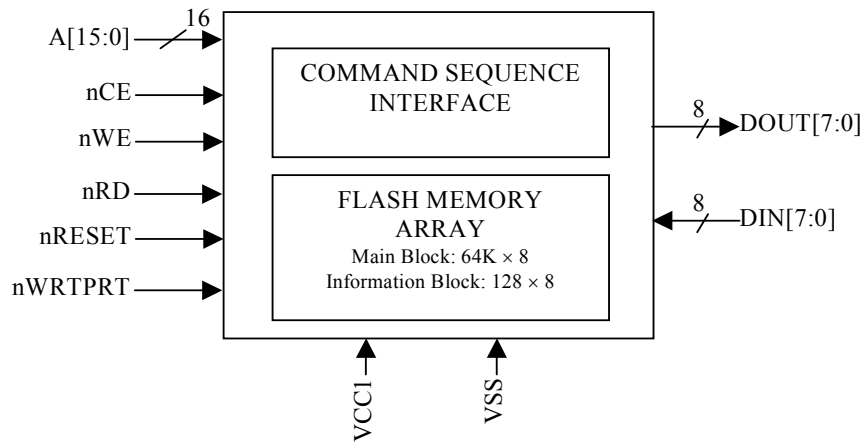 A[15:0]
16
nCE
nWE
nRD
nRESET
nWRTPRT
COMMAND SEQUENCE
INTERFACE
FLASH MEMORY
ARRAY
Main Block: 64K × 8
Information Block: 128 × 8
8
DOUT[7:0]
8
DIN[7:0]
VCC1
VSS